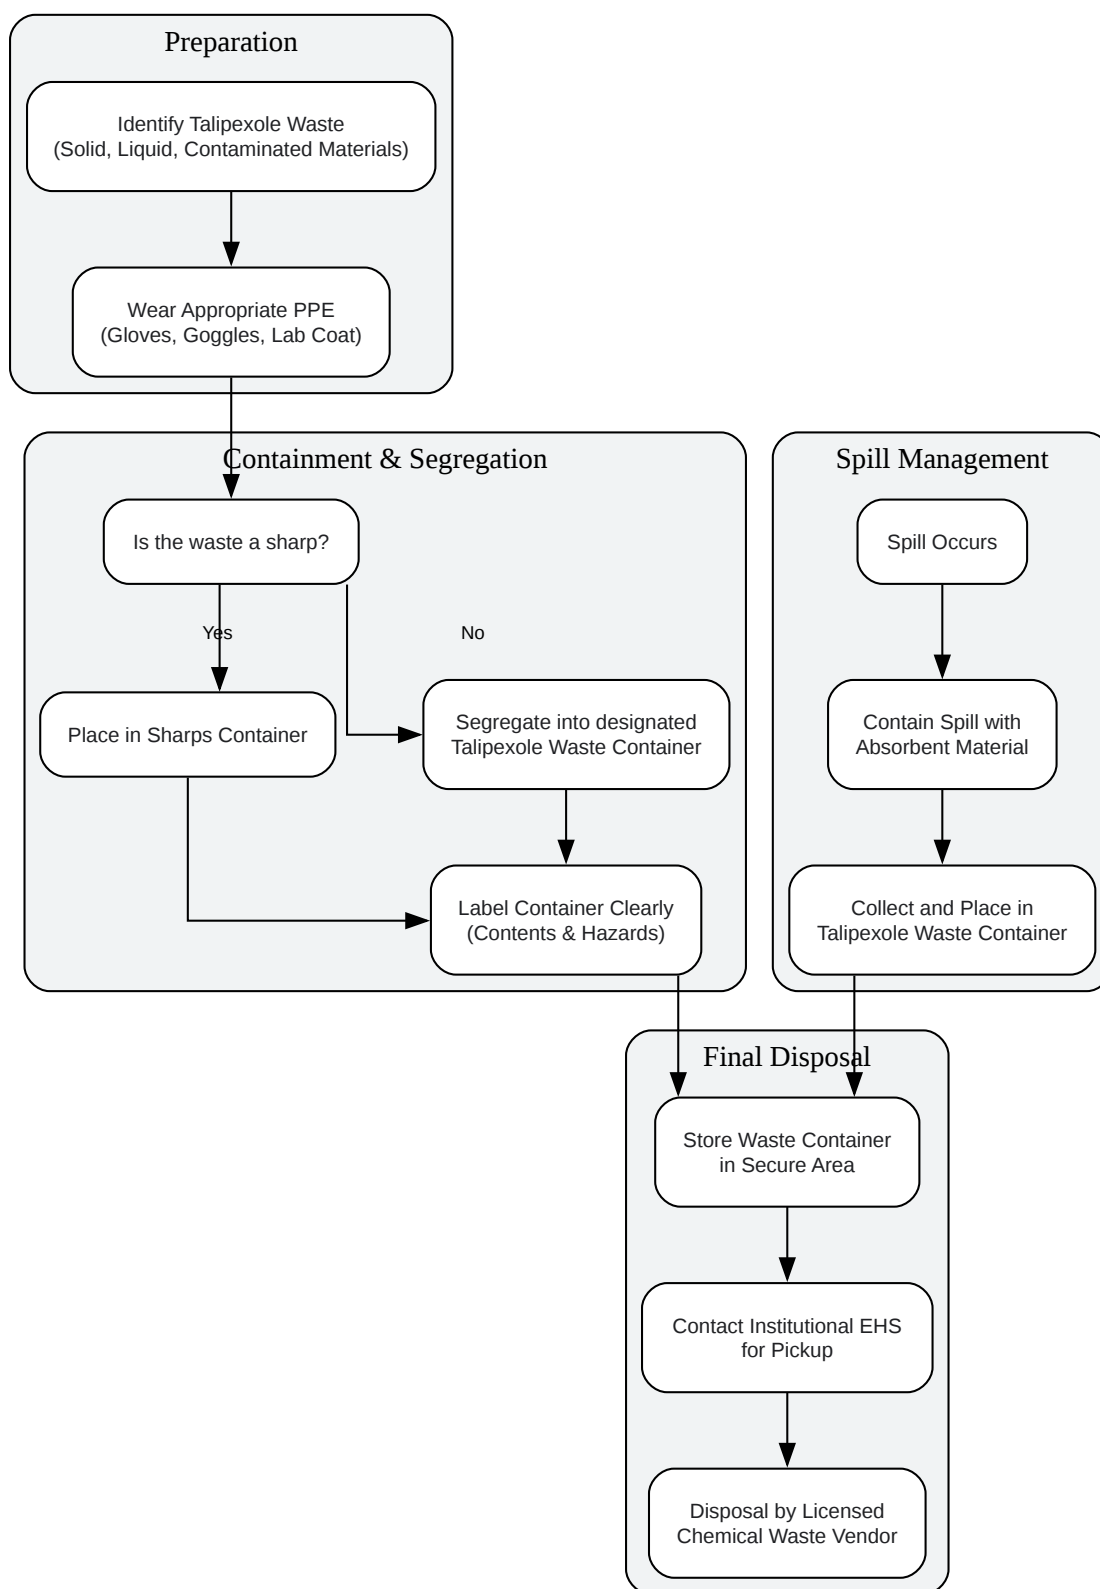 Preparation
Identify Talipexole Waste
(Solid, Liquid, Contaminated Materials)
Wear Appropriate PPE
(Gloves, Goggles, Lab Coat)
Containment & Segregation
Is the waste a sharp?
Yes
No
Place in Sharps Container
Segregate into designated
Talipexole Waste Container
Label Container Clearly
(Contents & Hazards)
Spill Management
Spill Occurs
Contain Spill with
Absorbent Material
Collect and Place in
Talipexole Waste Container
Final Disposal
Store Waste Container
in Secure Area
Contact Institutional EHS
for Pickup
Disposal by Licensed
Chemical Waste Vendor